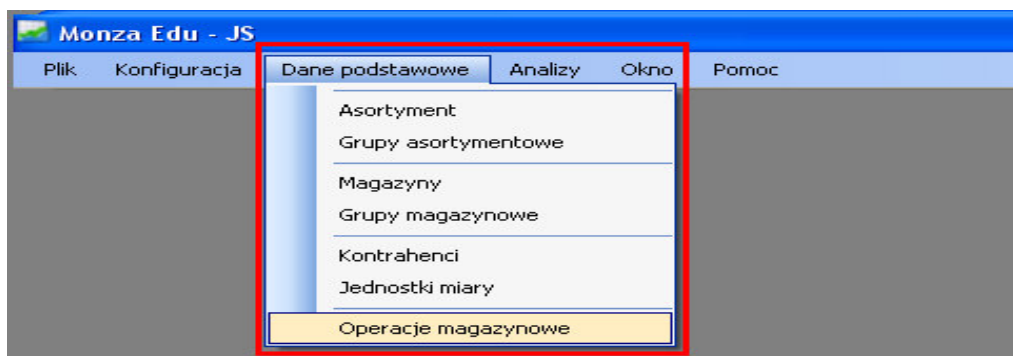 Monza Edu - JS
Plik Konfiguracja Dane podstawowe Analizy Okno Pomoc
Asortyment
Grupy asortymentowe
Magazyny
Grupy magazynowe
Kontrahenci
Jednostki miary
Operacje magazynowe